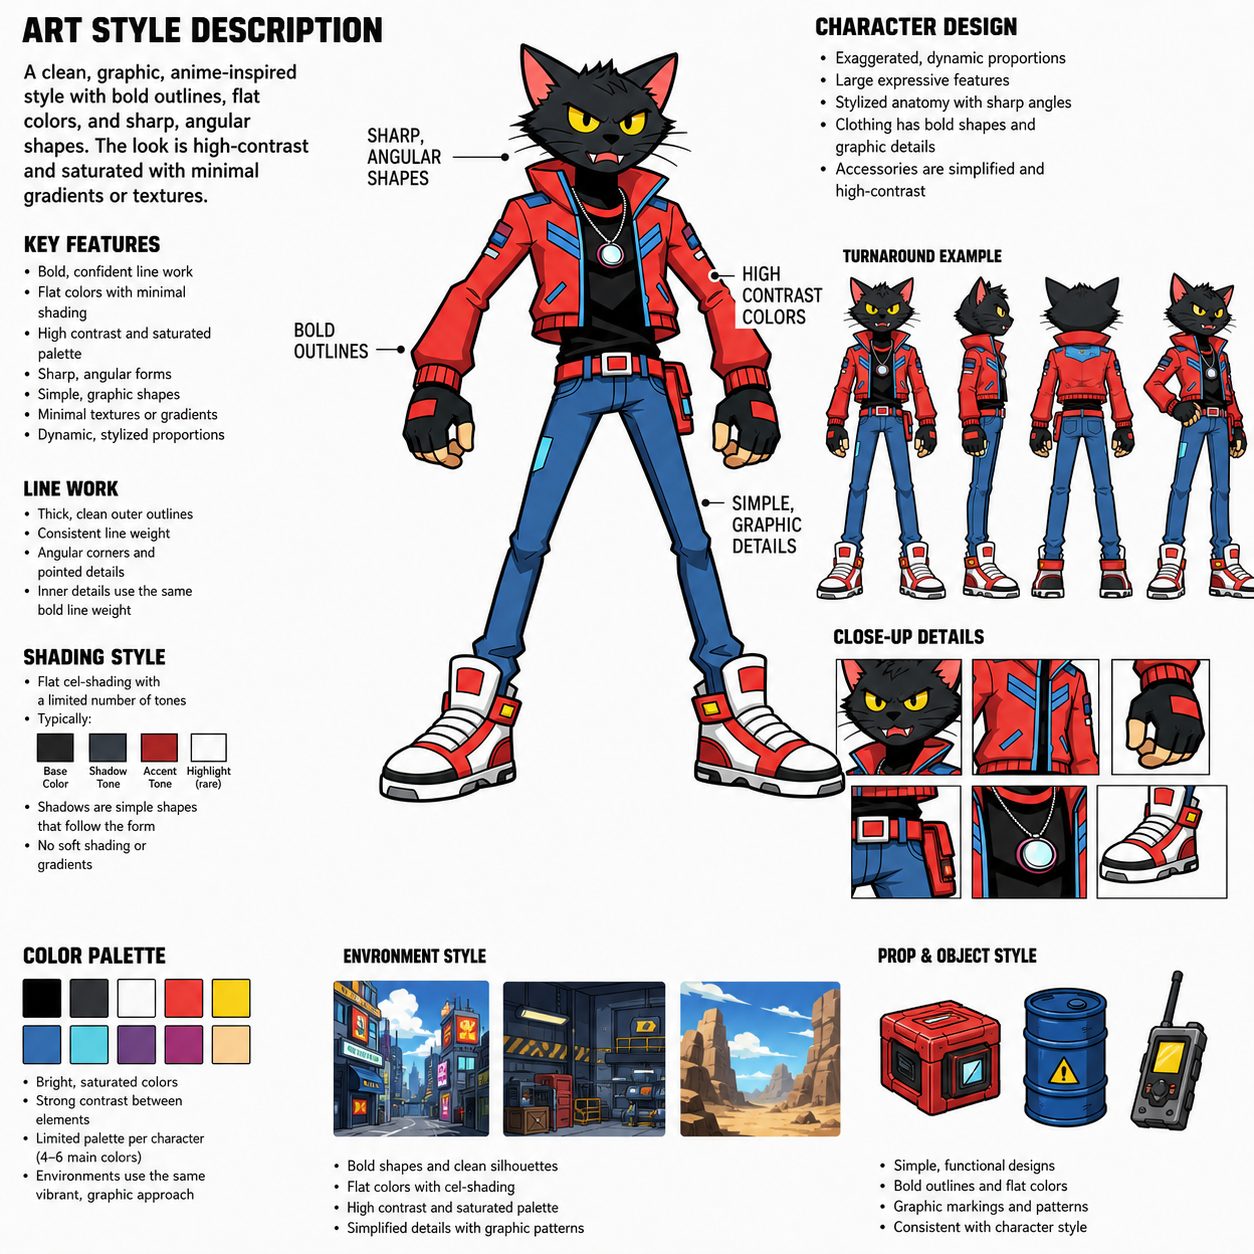 ART STYLE DESCRIPTION
A clean, graphic, anime-inspired
style with bold outlines, flat
colors, and sharp, angular
shapes. The look is high-contrast
and saturated with minimal
gradients or textures.
KEY FEATURES
• Bold, confident line work
• Flat colors with minimal
shading
• High contrast and saturated
palette
• Sharp, angular forms
• Simple, graphic shapes
• Minimal textures or gradients
• Dynamic, stylized proportions
LINE WORK
• Thick, clean outer outlines
• Consistent line weight
• Angular corners and
pointed details
• Inner details use the same
bold line weight
SHADING STYLE
• Flat cel-shading with
a limited number of tones
• Typically:
Base
Color
Shadow
Tone
Accent
Tone
Highlight
(rare)
• Shadows are simple shapes
that follow the form
• No soft shading or
gradients
SHARP,
ANGULAR
SHAPES
BOLD
OUTLINES
HIGH
CONTRAST
COLORS
SIMPLE,
GRAPHIC
DETAILS
CHARACTER DESIGN
• Exaggerated, dynamic proportions
• Large expressive features
• Stylized anatomy with sharp angles
• Clothing has bold shapes and
graphic details
• Accessories are simplified and
high-contrast
TURNAROUND EXAMPLE
CLOSE-UP DETAILS
COLOR PALETTE
• Bright, saturated colors
• Strong contrast between
elements
• Limited palette per character
(4–6 main colors)
• Environments use the same
vibrant, graphic approach
ENVRONMENT STYLE
• Bold shapes and clean silhouettes
• Flat colors with cel-shading
• High contrast and saturated palette
• Simplified details with graphic patterns
PROP & OBJECT STYLE
• Simple, functional designs
• Bold outlines and flat colors
• Graphic markings and patterns
• Consistent with character style